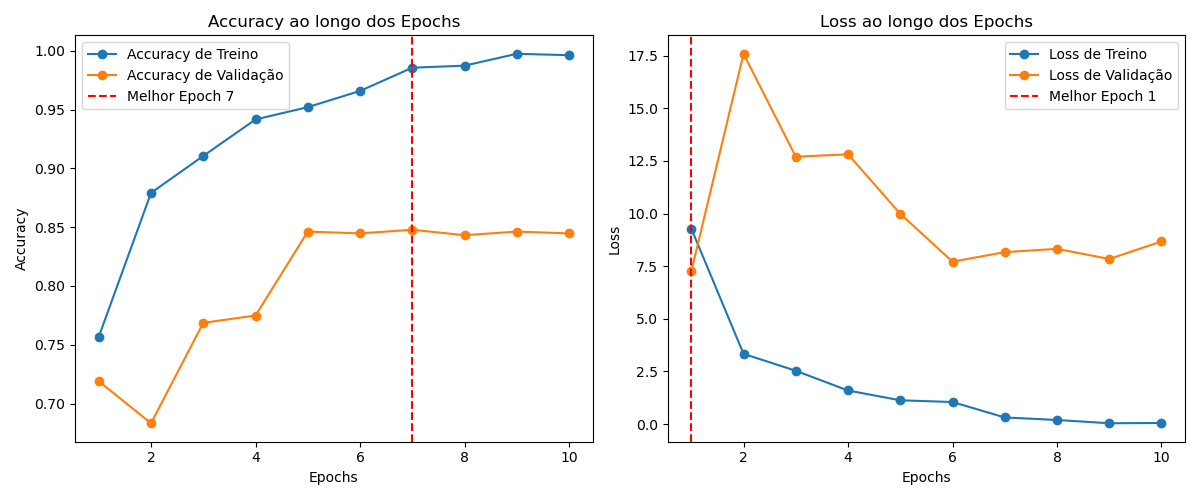 Accuracy ao longo dos Epochs
Accuracy de Treino
Accuracy de Validação
Melhor Epoch 7
1.00
0.95
0.90
0.85
0.80
0.75
0.70
Accuracy
2 4 6 8 10
Epochs
Loss ao longo dos Epochs
Loss de Treino
Loss de Validação
Melhor Epoch 1
17.5
15.0
12.5
10.0
7.5
5.0
2.5
0.0
Loss
2 4 6 8 10
Epochs